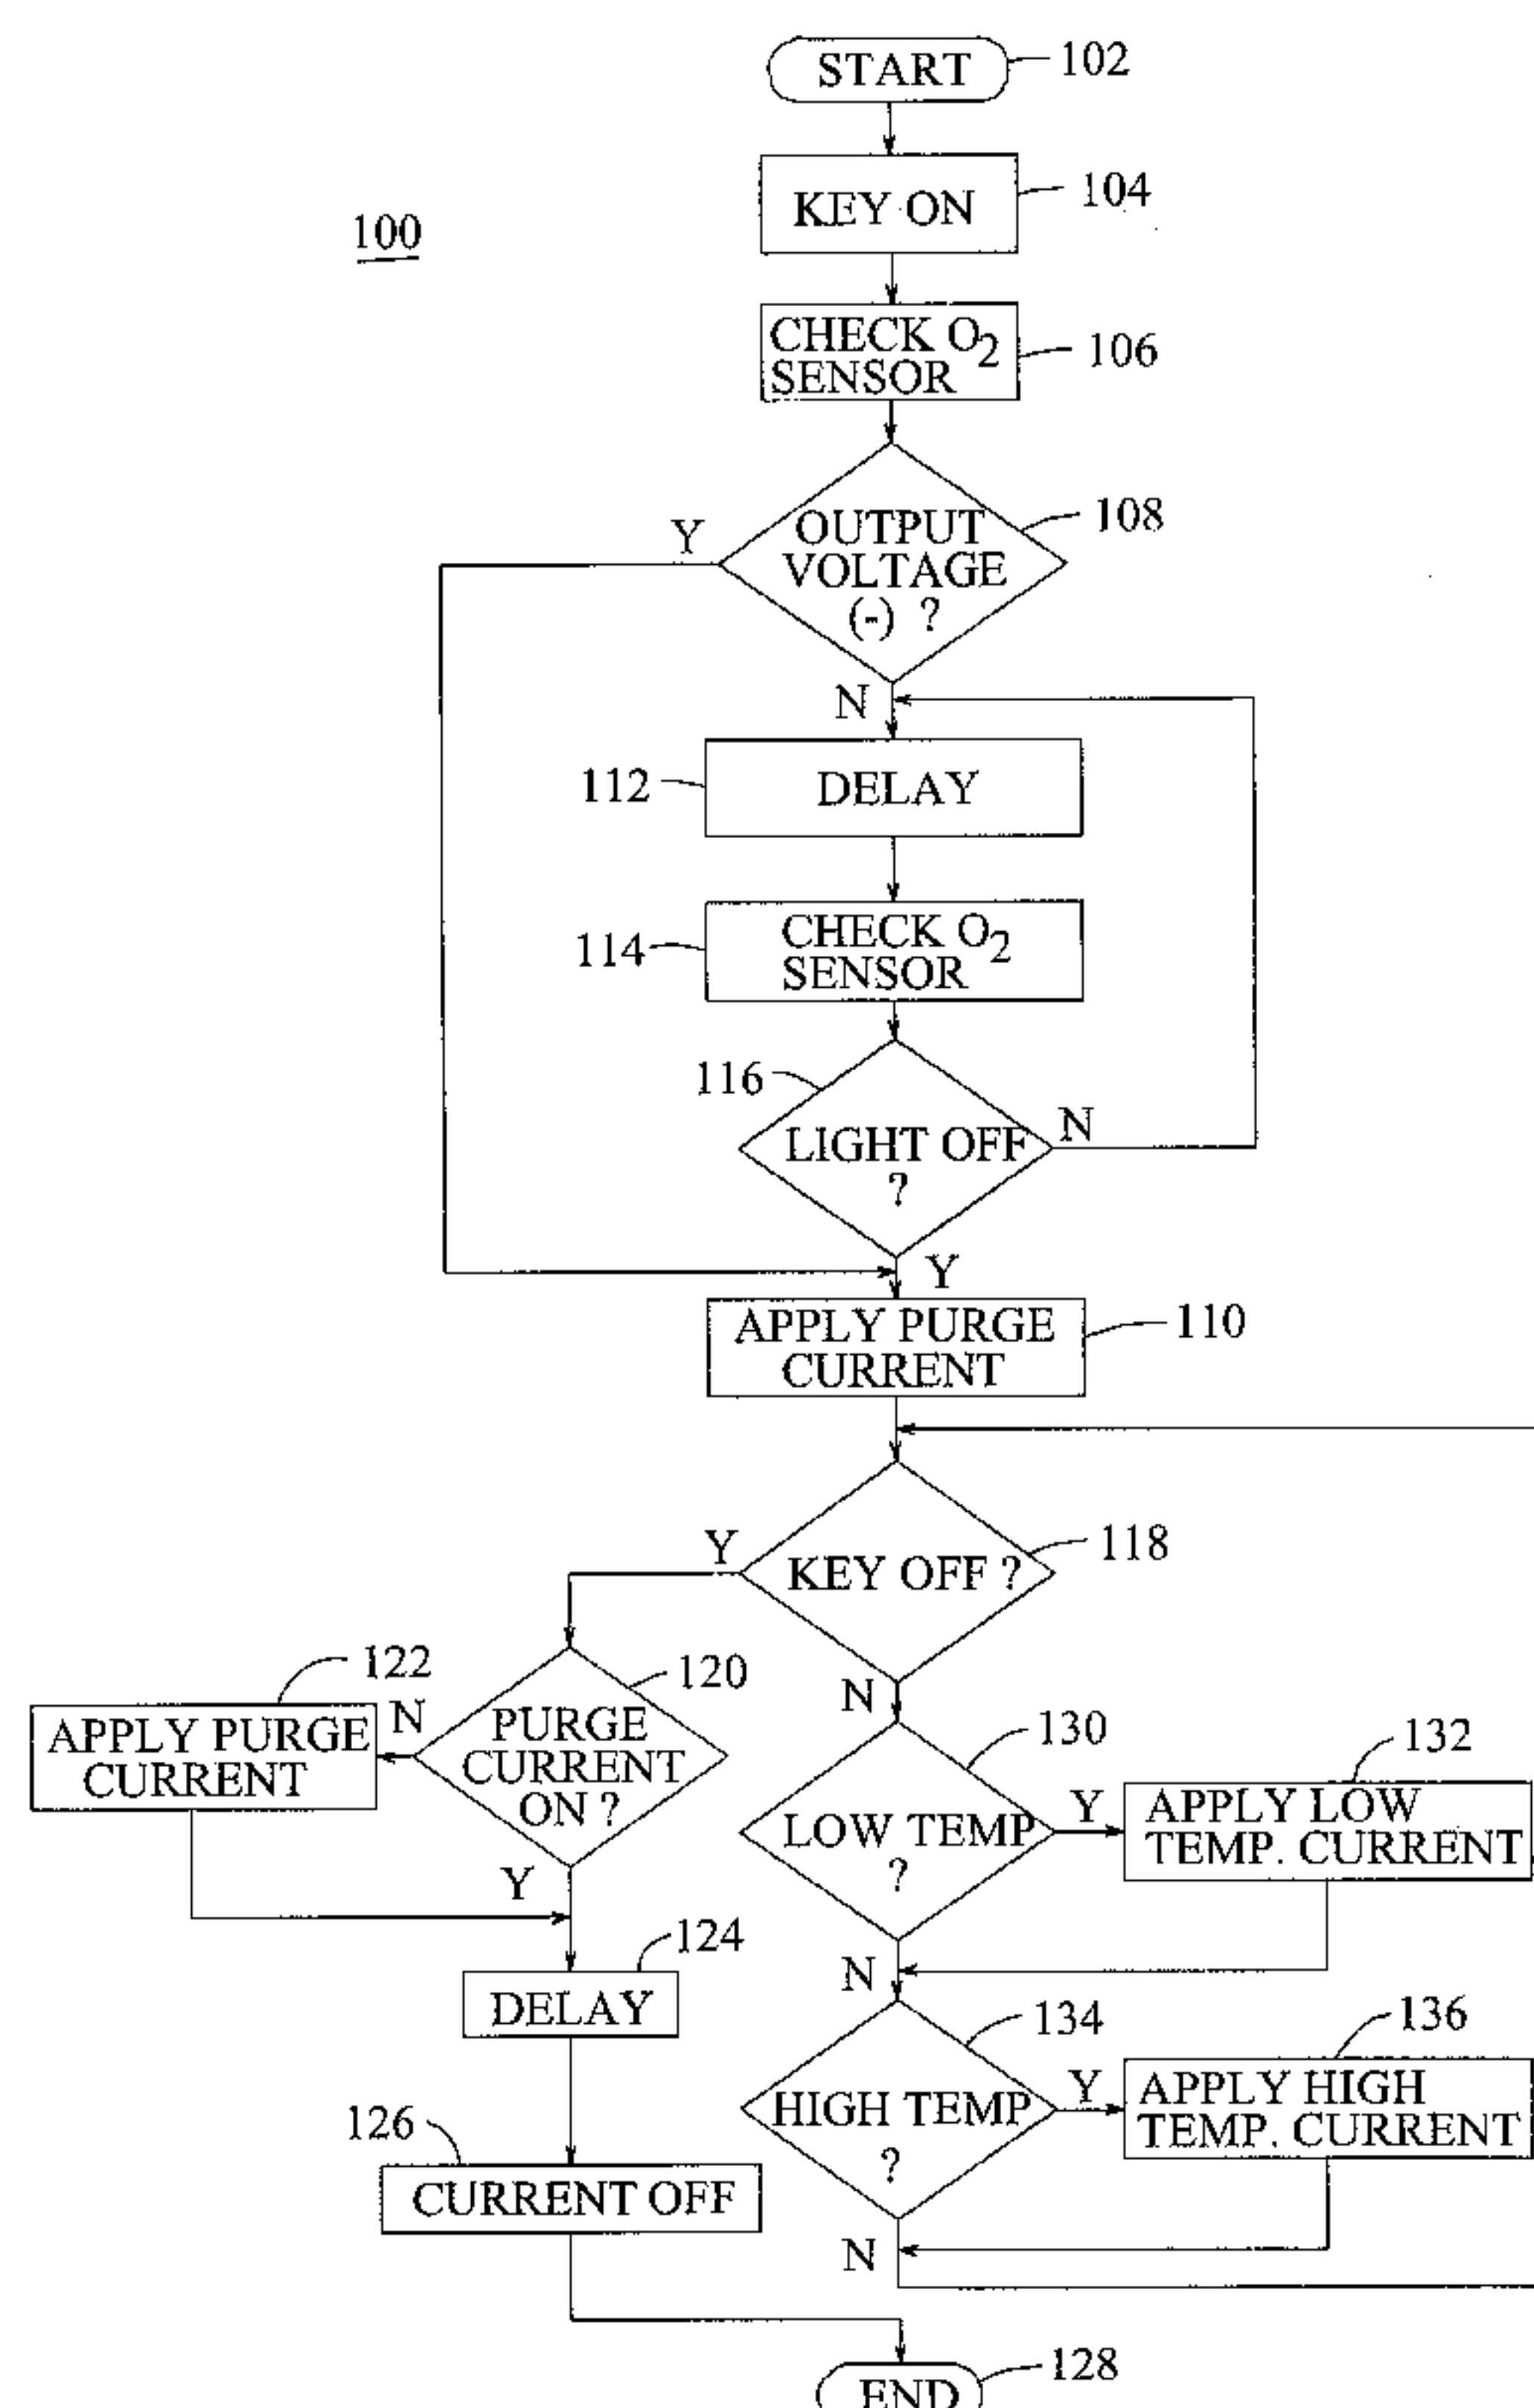 START
102
KEY ON
104
100
CHECK O2
SENSOR
106
OUTPUT
VOLTAGE
(-) ?
108
Y
N
112
DELAY
114
CHECK O2
SENSOR
116
LIGHT OFF
?
N
Y
APPLY PURGE
CURRENT
110
KEY OFF ?
118
Y
N
122
APPLY PURGE
CURRENT
N
PURGE
CURRENT
ON ?
120
Y
130
LOW TEMP
?
Y
132
APPLY LOW
TEMP. CURRENT
N
124
DELAY
134
HIGH TEMP
?
Y
136
APPLY HIGH
TEMP. CURRENT
N
126
CURRENT OFF
END
128